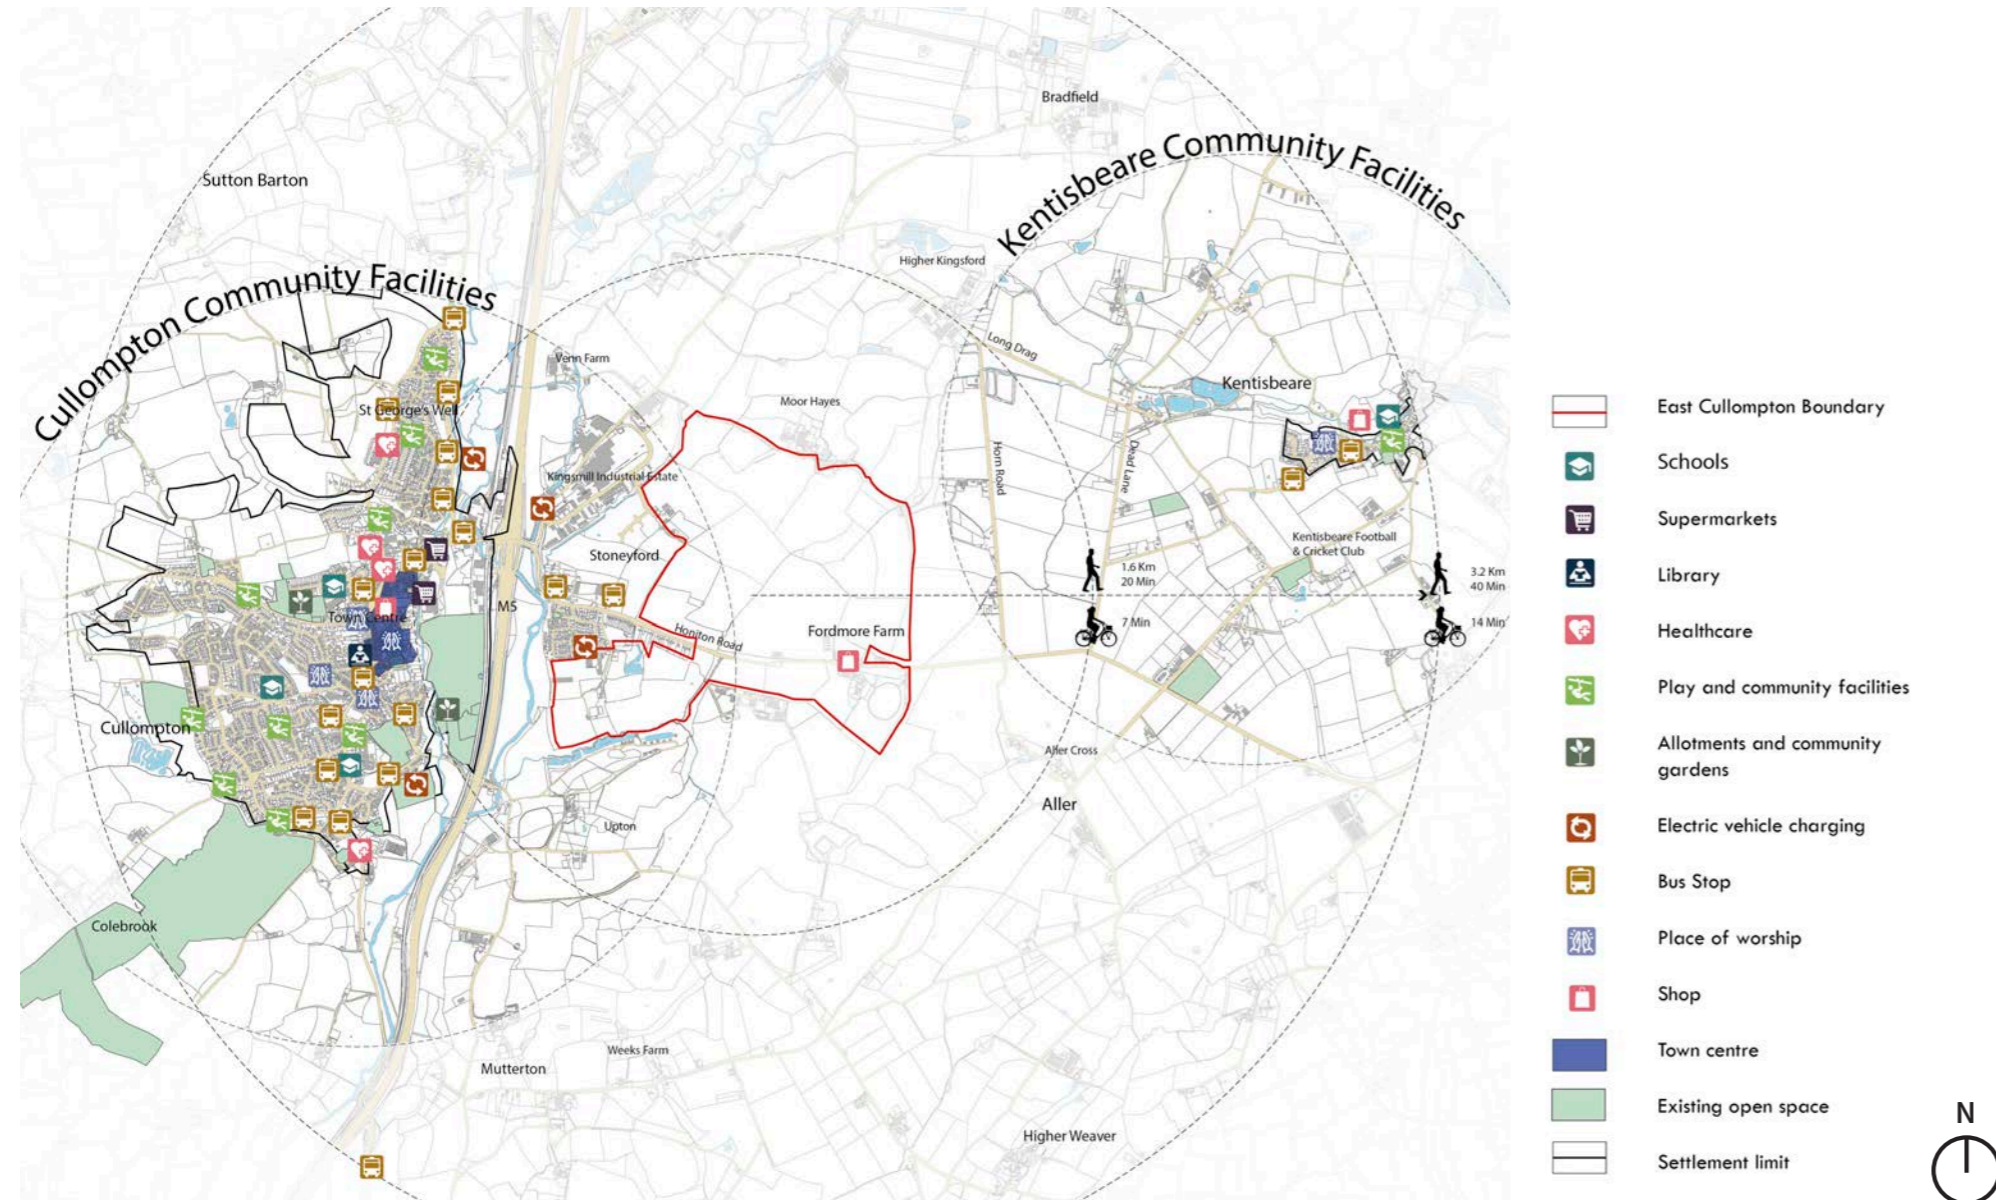 Bradfield
Sutton Barton
Kentisbeare Community Facilities
Higher Kingsford
Cullompton Community Facilities
Long Drag
Venn Farm
Kentisbeare
Moor Hayes
St George's Well
Horn Road
Dead Lane
Kingsmill Industrial Estate
Kentisbeare Football
& Cricket Club
Stoneyford
1.6 Km
20 Min
3.2 Km
40 Min
M5
Town Centre
7 Min
14 Min
Honiton Road
Fordmore Farm
Cullompton
Aller Cross
Aller
Upton
Colebrook
Weeks Farm
Mutterton
Higher Weaver
East Cullompton Boundary
Schools
Supermarkets
Library
Healthcare
Play and community facilities
Allotments and community
gardens
Electric vehicle charging
Bus Stop
Place of worship
Shop
Town centre
Existing open space
Settlement limit
N